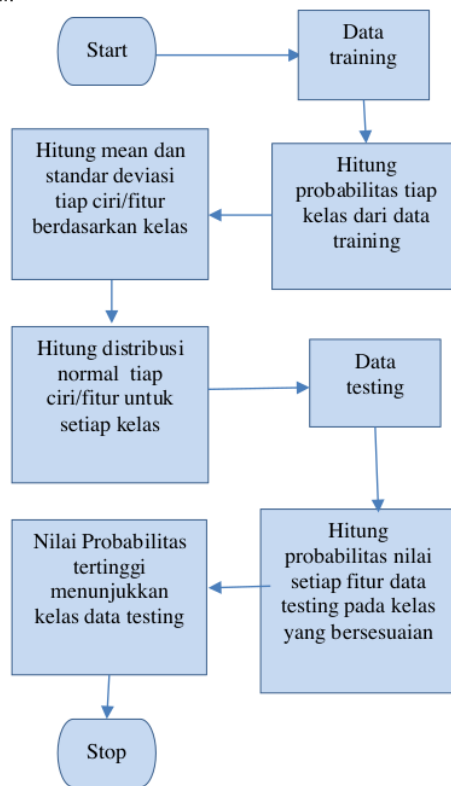 Start
Data
training
Hitung
probabilitas tiap
kelas dari data
training
Hitung mean dan
standar deviasi
tiap ciri/fitur
berdasarkan kelas
Hitung distribusi
normal tiap
ciri/fitur untuk
setiap kelas
Data
testing
Hitung
probabilitas nilai
setiap fitur data
testing pada kelas
yang bersesuaian
Nilai Probabilitas
tertinggi
menunjukkan
kelas data testing
Stop